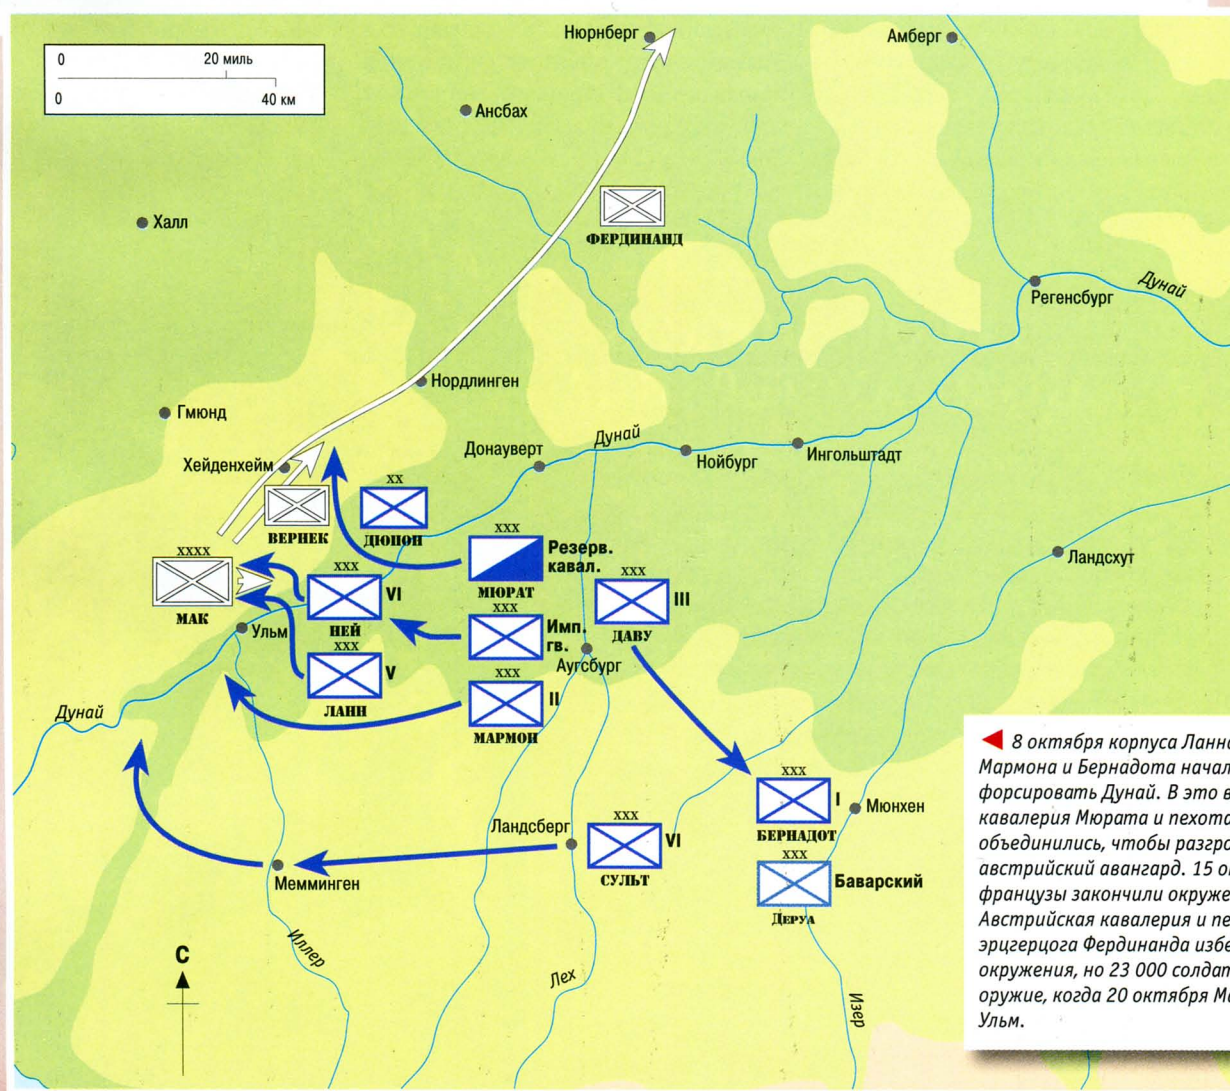 0 20 миль
0 40 км
Нюрнберг
Амберг
Ансбах
Халл
ФЕРДИНАНД
Регенсбург
Дунай
Нордлинген
Гмюнд
Хейденхейм
Донауверт
Дунай
Нойбург
Ингольштадт
Ландсхут
ВЕРНЕК
XX
ДЮПОН
XXXX
МАК
XXX
VI
НЕЙ
XXX
Резерв.
кавал.
МЮРАТ
XXX
Имп.
гв.
XXX
III
ДАВУ
Ульм
XXX
V
ЛАНН
Аугсбург
XXX
II
МАРМОН
Дунай
XXX
I
БЕРНАДОТ
Мюнхен
XXX
Баварский
ДЕРУА
Ландсберг
XXX
VI
СУЛЬТ
Мемминген
Иллер
Лех
Изер
С
8 октября корпуса Ланна
Мармона и Бернадота начал
форсировать Дунай. В это в
кавалерия Мюрата и пехота
объединились, чтобы разгро
австрийский авангард. 15 о
французы закончили окруже
Австрийская кавалерия и пе
эрцгерцога Фердинанда избе
окружения, но 23 000 солдат
оружие, когда 20 октября Ма
Ульм.